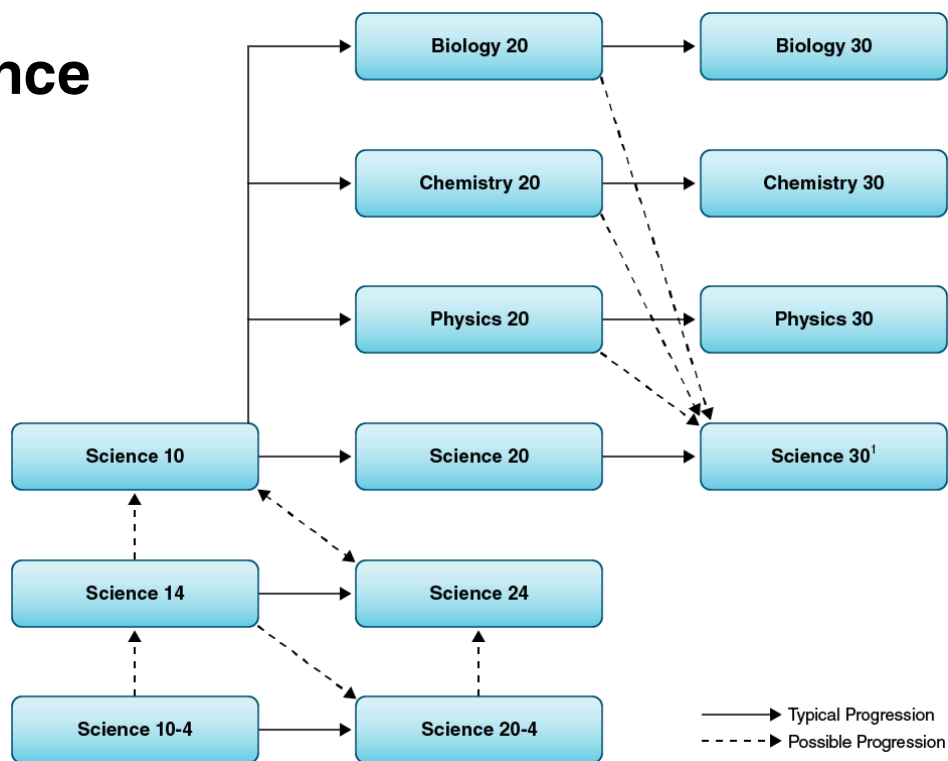 nce
Biology 20
Biology 30
Chemistry 20
Chemistry 30
Physics 20
Physics 30
Science 10
Science 20
Science 30¹
Science 14
Science 24
Science 10-4
Science 20-4
Typical Progression
Possible Progression